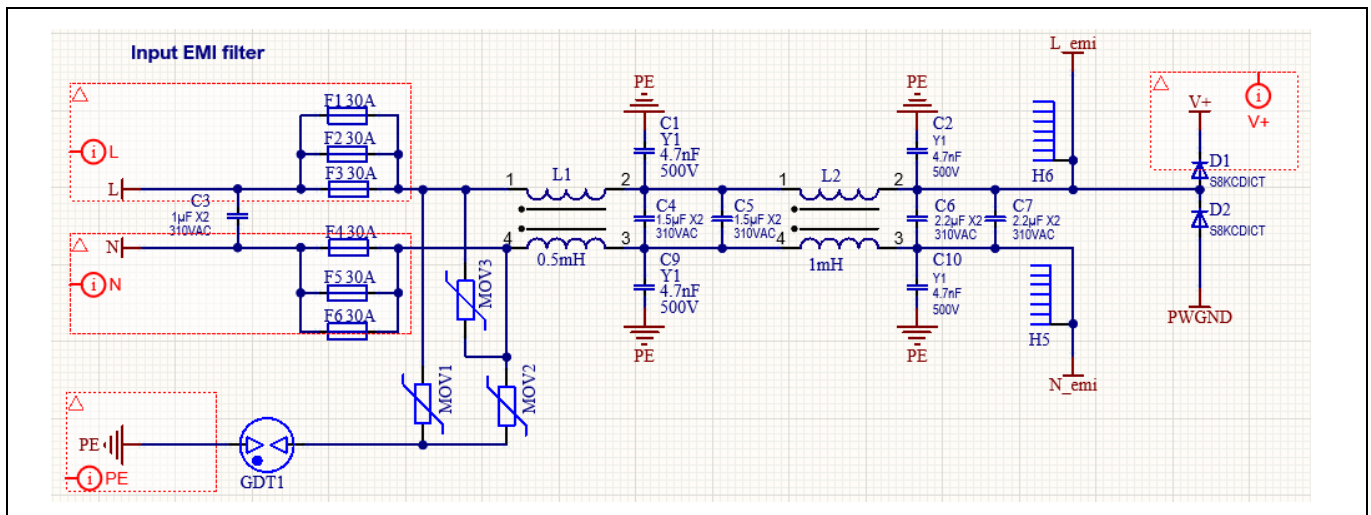 Input EMI filter
L_emi
F1 30A
F2 30A
F3 30A
L
L
C3
1µF X2
310VAC
N
N
F4 30A
F5 30A
F6 30A
PE
C1
Y1
4.7nF
500V
1
L1
2
4
3
0.5mH
C4
1.5µF X2
310VAC
C5
1.5µF X2
310VAC
C9
Y1
4.7nF
500V
PE
PE
C2
Y1
4.7nF
500V
1
L2
2
4
3
1mH
C6
2.2µF X2
310VAC
C7
2.2µF X2
310VAC
C10
Y1
4.7nF
500V
PE
H6
H5
N_emi
V+
i
V+
D1
S8KCDICT
D2
S8KCDICT
PWGND
MOV3
MOV1
MOV2
PE
i
PE
GDT1
i
i